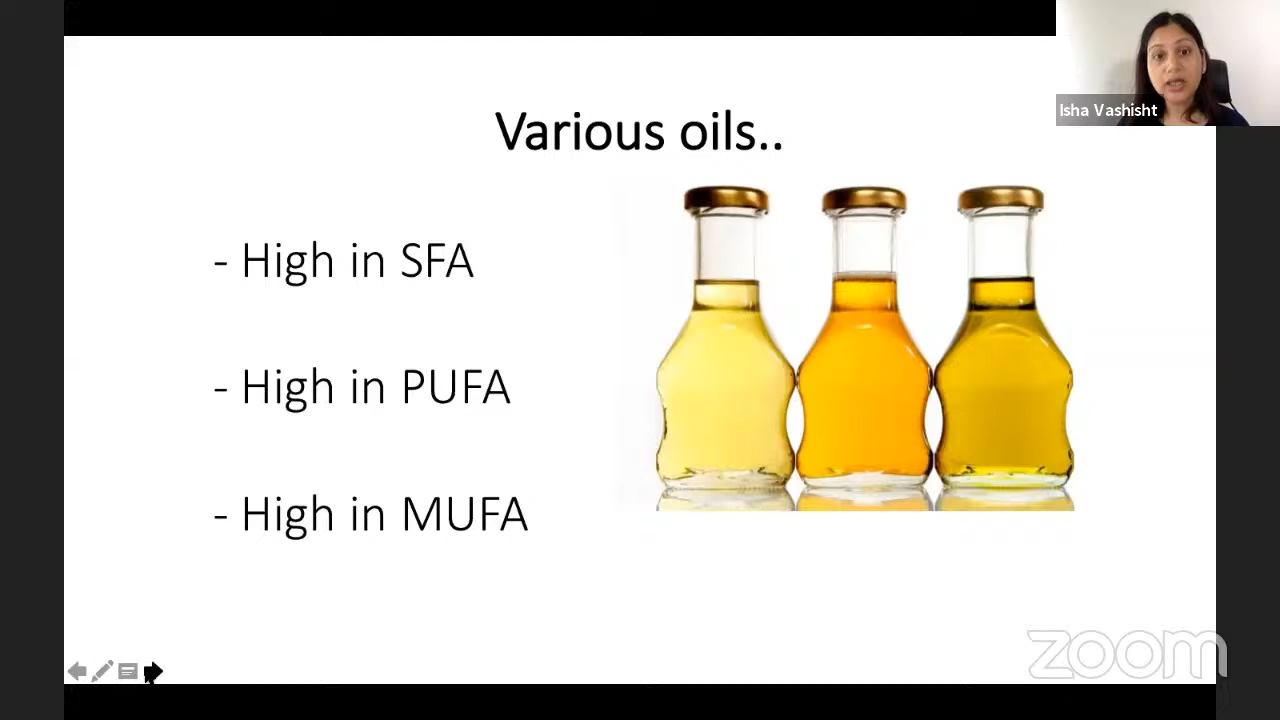 Isha Vashisht
Various oils..
- High in SFA
- High in PUFA
- High in MUFA
zoom